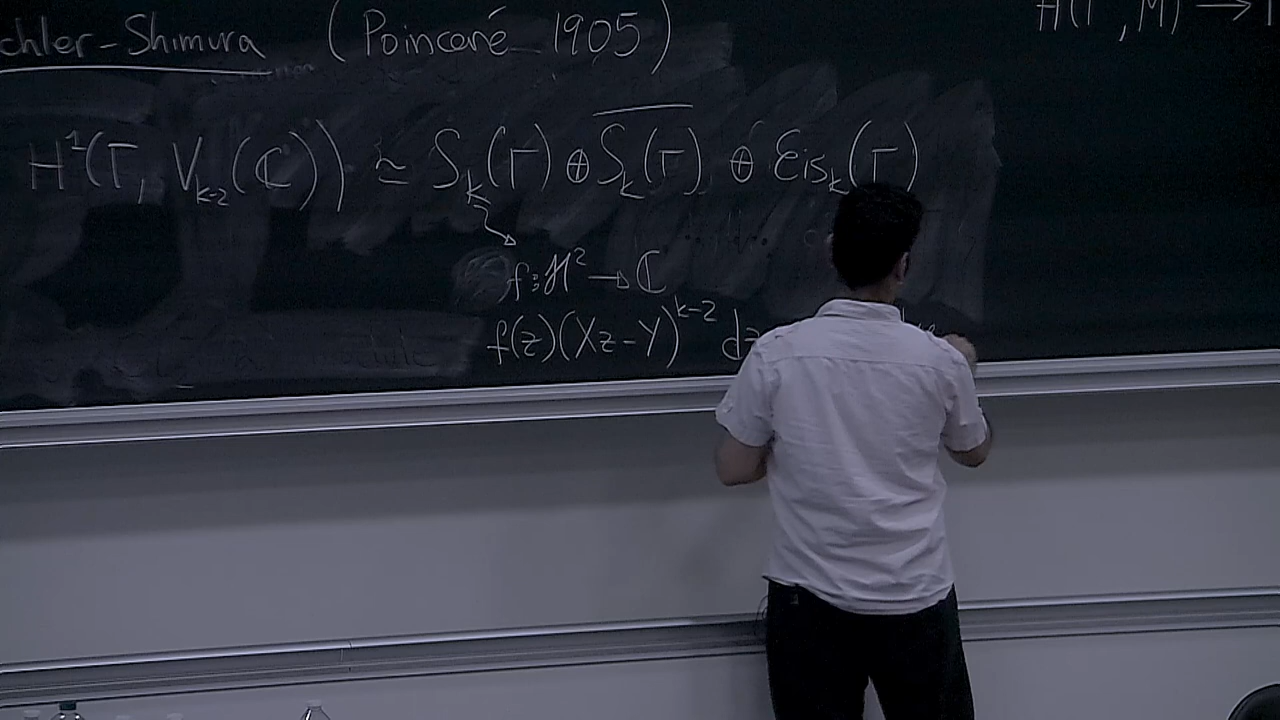 chler-Shimura (Poincaré 1905)
H(Γ, M) →
H¹(Γ, V_{k-2}(ℂ)) ≃ S_k(Γ) ⊕ \overline{S_k(Γ)} ⊕ Eis_k(Γ)
f: ℋ² → ℂ
f(z)(Xz-Y)^{k-2} dz